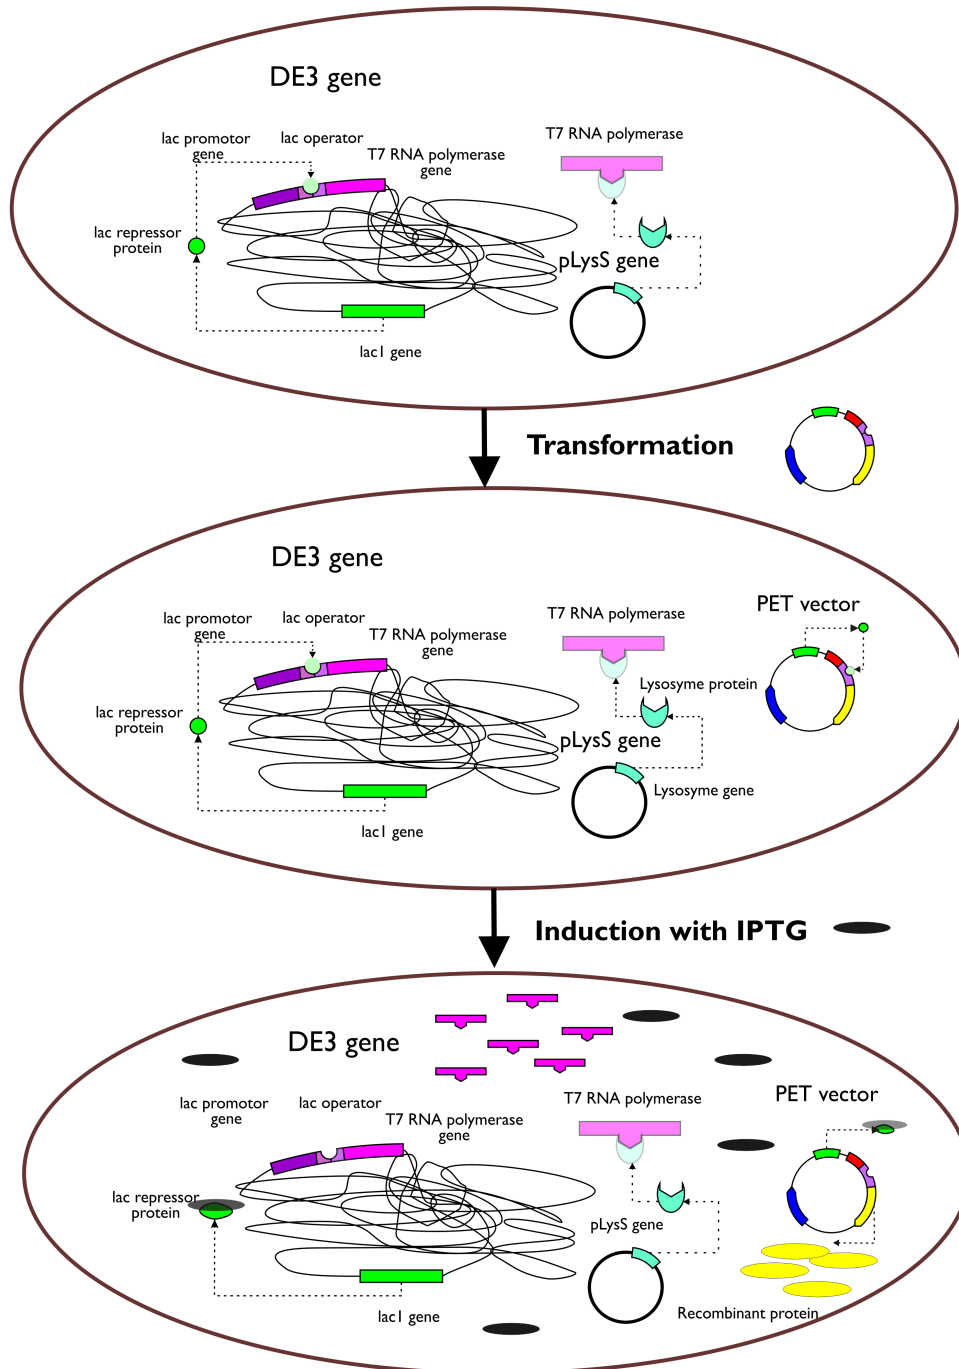 DE3 gene
lac promotor
gene
lac operator
T7 RNA polymerase
gene
T7 RNA polymerase
lac repressor
protein
pLysS gene
lac1 gene
Transformation
DE3 gene
lac promotor
gene
lac operator
T7 RNA polymerase
gene
T7 RNA polymerase
PET vector
Lysosyme protein
lac repressor
protein
pLysS gene
Lysosyme gene
lac1 gene
Induction with IPTG
DE3 gene
lac promotor
gene
lac operator
T7 RNA polymerase
gene
T7 RNA polymerase
PET vector
lac repressor
protein
pLysS gene
lac1 gene
Recombinant protein